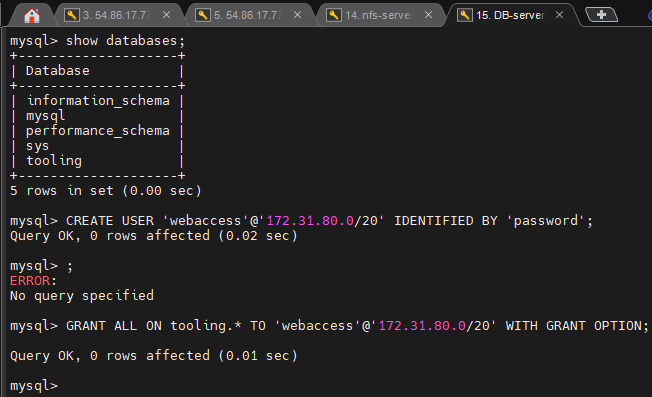 3. 54.86.17.7
5. 54.86.17.7
14. nfs-server
15. DB-server
mysql> show databases;
+--------------------+
| Database           |
+--------------------+
| information_schema |
| mysql              |
| performance_schema |
| sys                |
| tooling            |
+--------------------+
5 rows in set (0.00 sec)
mysql> CREATE USER 'webaccess'@'172.31.80.0/20' IDENTIFIED BY 'password';
Query OK, 0 rows affected (0.02 sec)
mysql> ;
ERROR:
No query specified
mysql> GRANT ALL ON tooling.* TO 'webaccess'@'172.31.80.0/20' WITH GRANT OPTION;
Query OK, 0 rows affected (0.01 sec)
mysql>